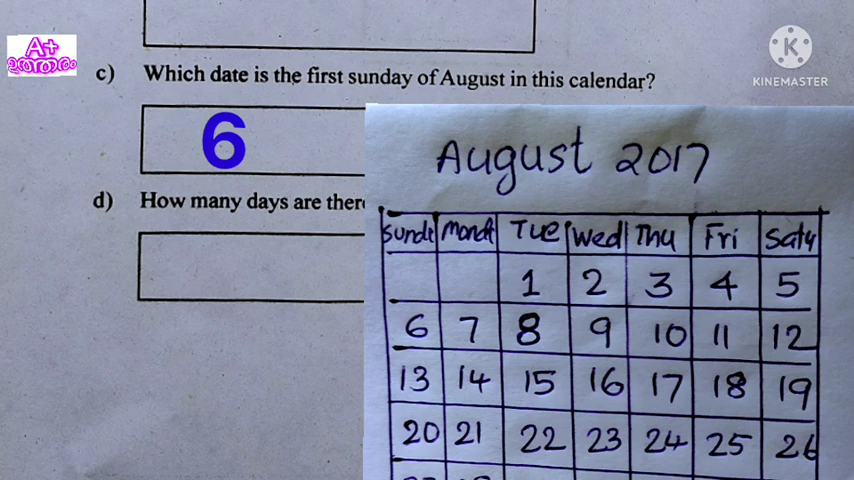 A+
KINEMASTER
c) Which date is the first sunday of August in this calendar?
6
d) How many days are there
August 2017
Sunda Monda Tue Wed Thu Fri Satu
1 2 3 4 5
6 7 8 9 10 11 12
13 14 15 16 17 18 19
20 21 22 23 24 25 26